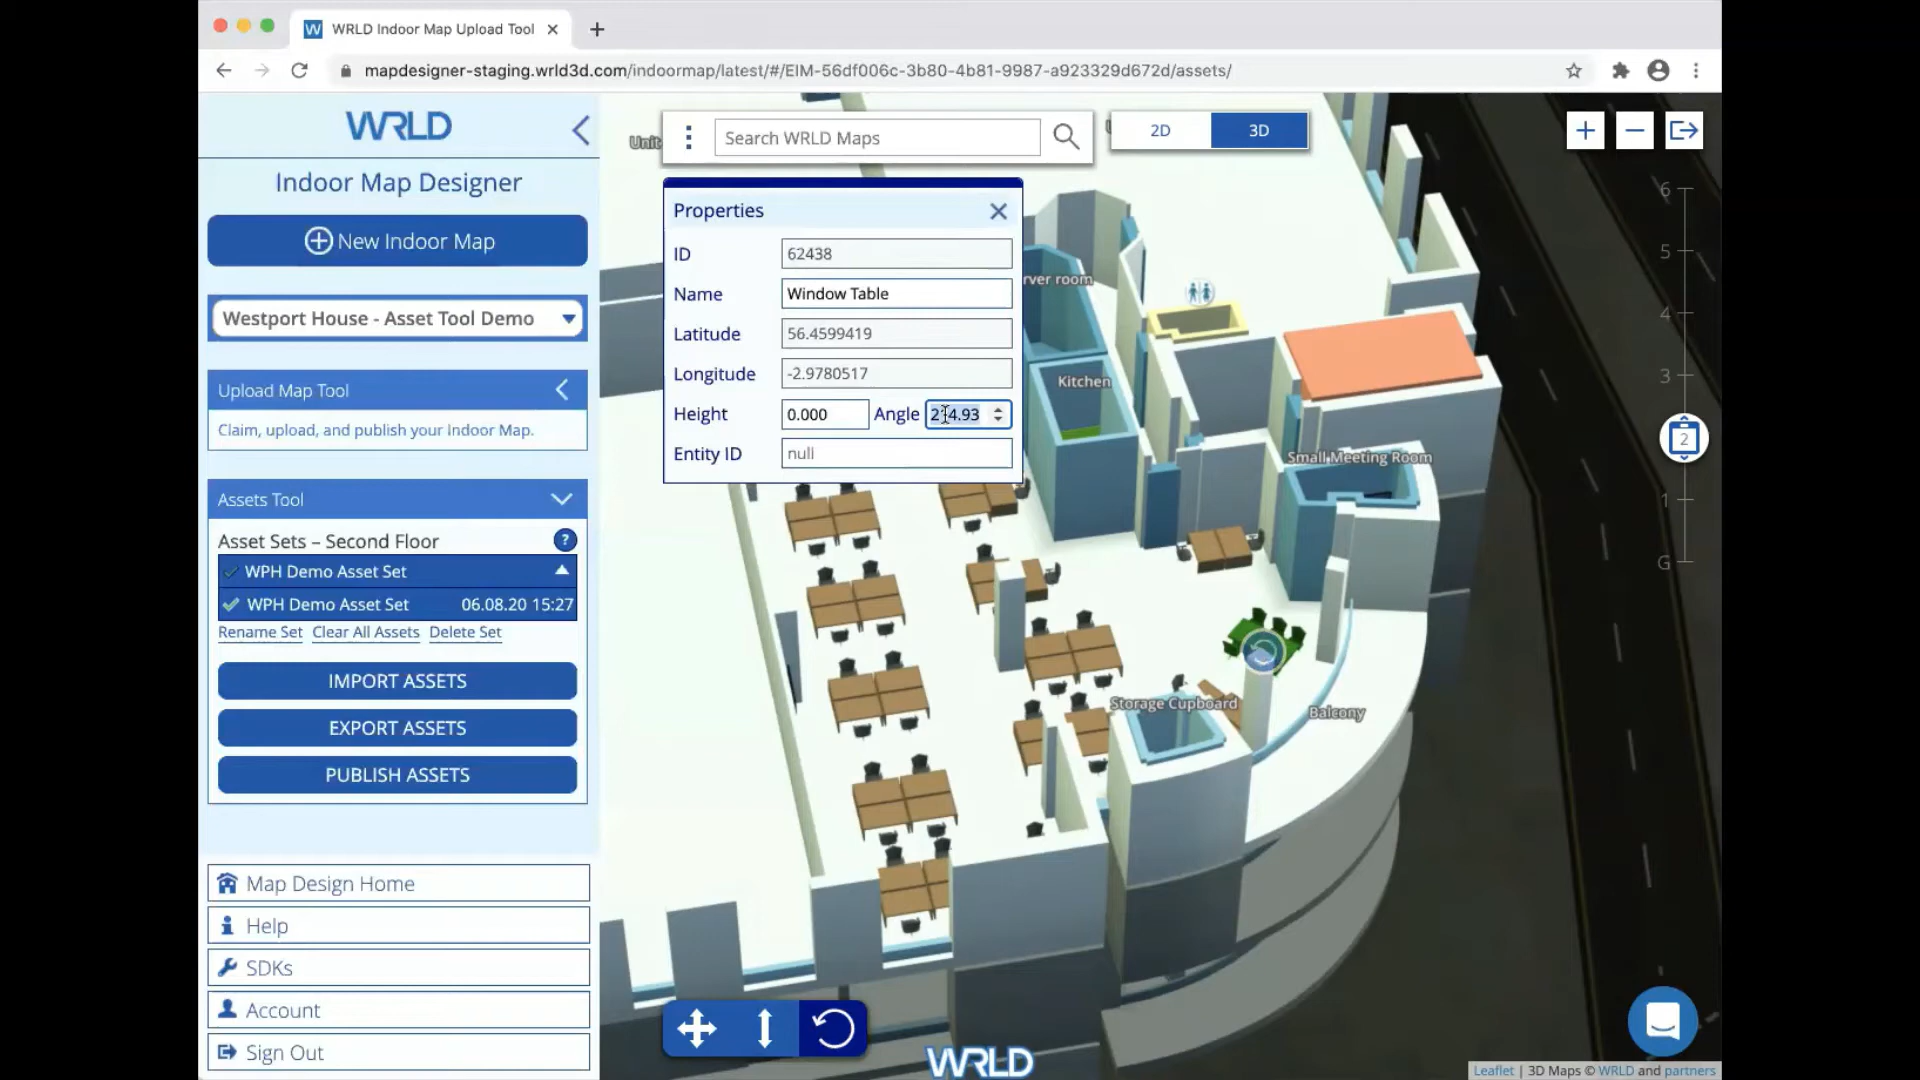 WRLD Indoor Map Upload Tool
mapdesigner-staging.wrld3d.com/indoormap/latest/#/EIM-56df006c-3b80-4b81-9987-a923329d672d/assets/
WRLD
Indoor Map Designer
New Indoor Map
Westport House - Asset Tool Demo
Upload Map Tool
Claim, upload, and publish your Indoor Map.
Assets Tool
Asset Sets – Second Floor
?
WPH Demo Asset Set
WPH Demo Asset Set 06.08.20 15:27
Rename Set Clear All Assets Delete Set
IMPORT ASSETS
EXPORT ASSETS
PUBLISH ASSETS
Map Design Home
Help
SDKs
Account
Sign Out
Search WRLD Maps
2D 3D
Properties
ID 62438
Name Window Table
Latitude 56.4599419
Longitude -2.9780517
Height 0.000 Angle 214.93
Entity ID null
Unit
Kitchen
Small Meeting Room
Storage Cupboard
Balcony
6
5
4
3
2
1
G
WRLD
Leaflet | 3D Maps © WRLD and partners